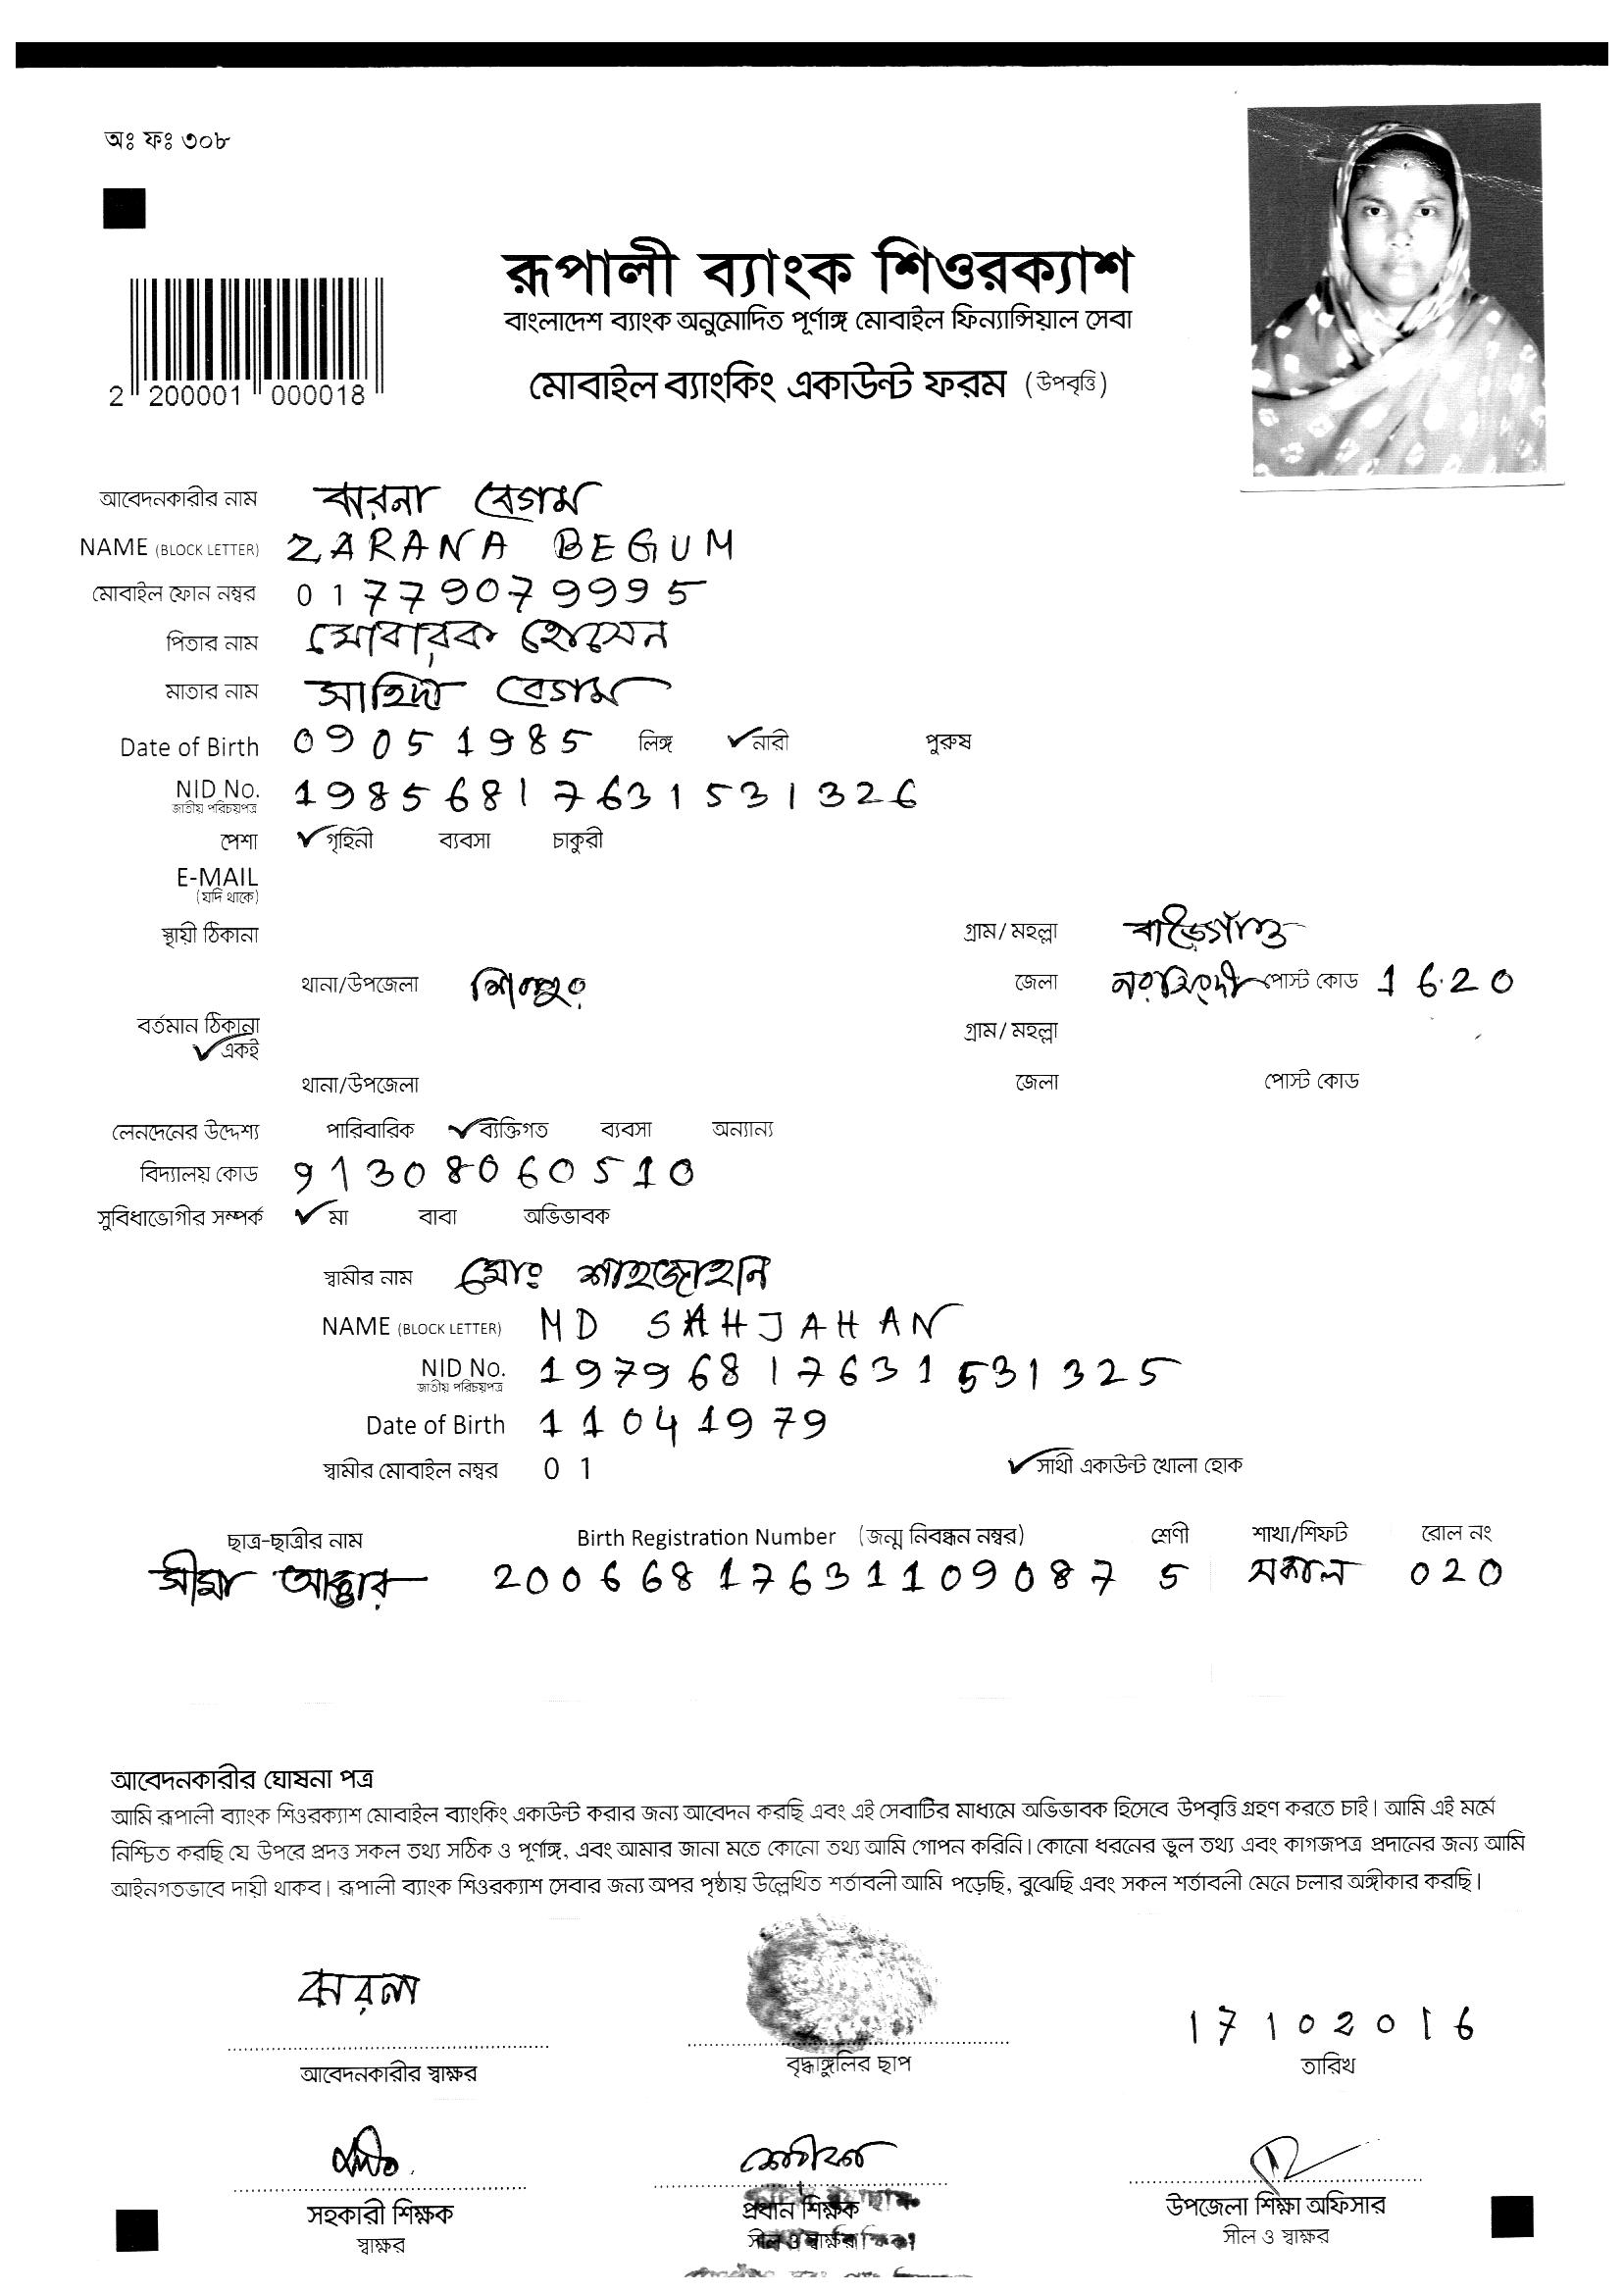 অঃ ফঃ ৩০৮
রূপালী ব্যাংক শিওরক্যাশ
বাংলাদেশ ব্যাংক অনুমোদিত পূর্ণাঙ্গ মোবাইল ফিন্যান্সিয়াল সেবা
মোবাইল ব্যাংকিং একাউন্ট ফরম (উপবৃত্তি)
2 200001 000018
আবেদনকারীর নাম ঝরনা বেগম
NAME (BLOCK LETTER) ZARANA BEGUM
মোবাইল ফোন নম্বর 01779079995
পিতার নাম মোবারক হোসেন
মাতার নাম সাহিদা বেগম
Date of Birth 09051985 লিঙ্গ ✓নারী পুরুষ
NID No. 19856817631531326
জাতীয় পরিচয়পত্র
পেশা ✓গৃহিনী ব্যবসা চাকুরী
E-MAIL
(যদি থাকে)
স্থায়ী ঠিকানা গ্রাম/মহল্লা
থানা/উপজেলা শিবপুর জেলা নরসিংদী পোস্ট কোড 1620
বর্তমান ঠিকানা গ্রাম/মহল্লা
✓একই
থানা/উপজেলা জেলা পোস্ট কোড
লেনদেনের উদ্দেশ্য পারিবারিক ✓ব্যক্তিগত ব্যবসা অন্যান্য
বিদ্যালয় কোড 91308060510
সুবিধাভোগীর সম্পর্ক ✓মা বাবা অভিভাবক
স্বামীর নাম মোঃ শাহজাহান
NAME (BLOCK LETTER) MD SAHJAHAN
NID No. 19796817631531325
জাতীয় পরিচয়পত্র
Date of Birth 11041979
স্বামীর মোবাইল নম্বর 01 ✓সাথী একাউন্ট খোলা হোক
ছাত্র-ছাত্রীর নাম Birth Registration Number (জন্ম নিবন্ধন নম্বর) শ্রেণী শাখা/শিফট রোল নং
সীমা আক্তার 20066817631109087 5 সকাল 020
আবেদনকারীর ঘোষনা পত্র
আমি রূপালী ব্যাংক শিওরক্যাশ মোবাইল ব্যাংকিং একাউন্ট করার জন্য আবেদন করছি এবং এই সেবাটির মাধ্যমে অভিভাবক হিসেবে উপবৃত্তি গ্রহণ করতে চাই। আমি এই মর্মে
নিশ্চিত করছি যে উপরে প্রদত্ত সকল তথ্য সঠিক ও পূর্ণাঙ্গ, এবং আমার জানা মতে কোনো তথ্য আমি গোপন করিনি। কোনো ধরনের ভুল তথ্য এবং কাগজপত্র প্রদানের জন্য আমি
আইনগতভাবে দায়ী থাকব। রূপালী ব্যাংক শিওরক্যাশ সেবার জন্য অপর পৃষ্ঠায় উল্লেখিত শর্তাবলী আমি পড়েছি, বুঝেছি এবং সকল শর্তাবলী মেনে চলার অঙ্গীকার করছি।
ঝরনা 17102016
আবেদনকারীর স্বাক্ষর বৃদ্ধাঙ্গুলির ছাপ তারিখ
সহকারী শিক্ষক প্রধান শিক্ষক উপজেলা শিক্ষা অফিসার
স্বাক্ষর সীল ও স্বাক্ষর সীল ও স্বাক্ষর